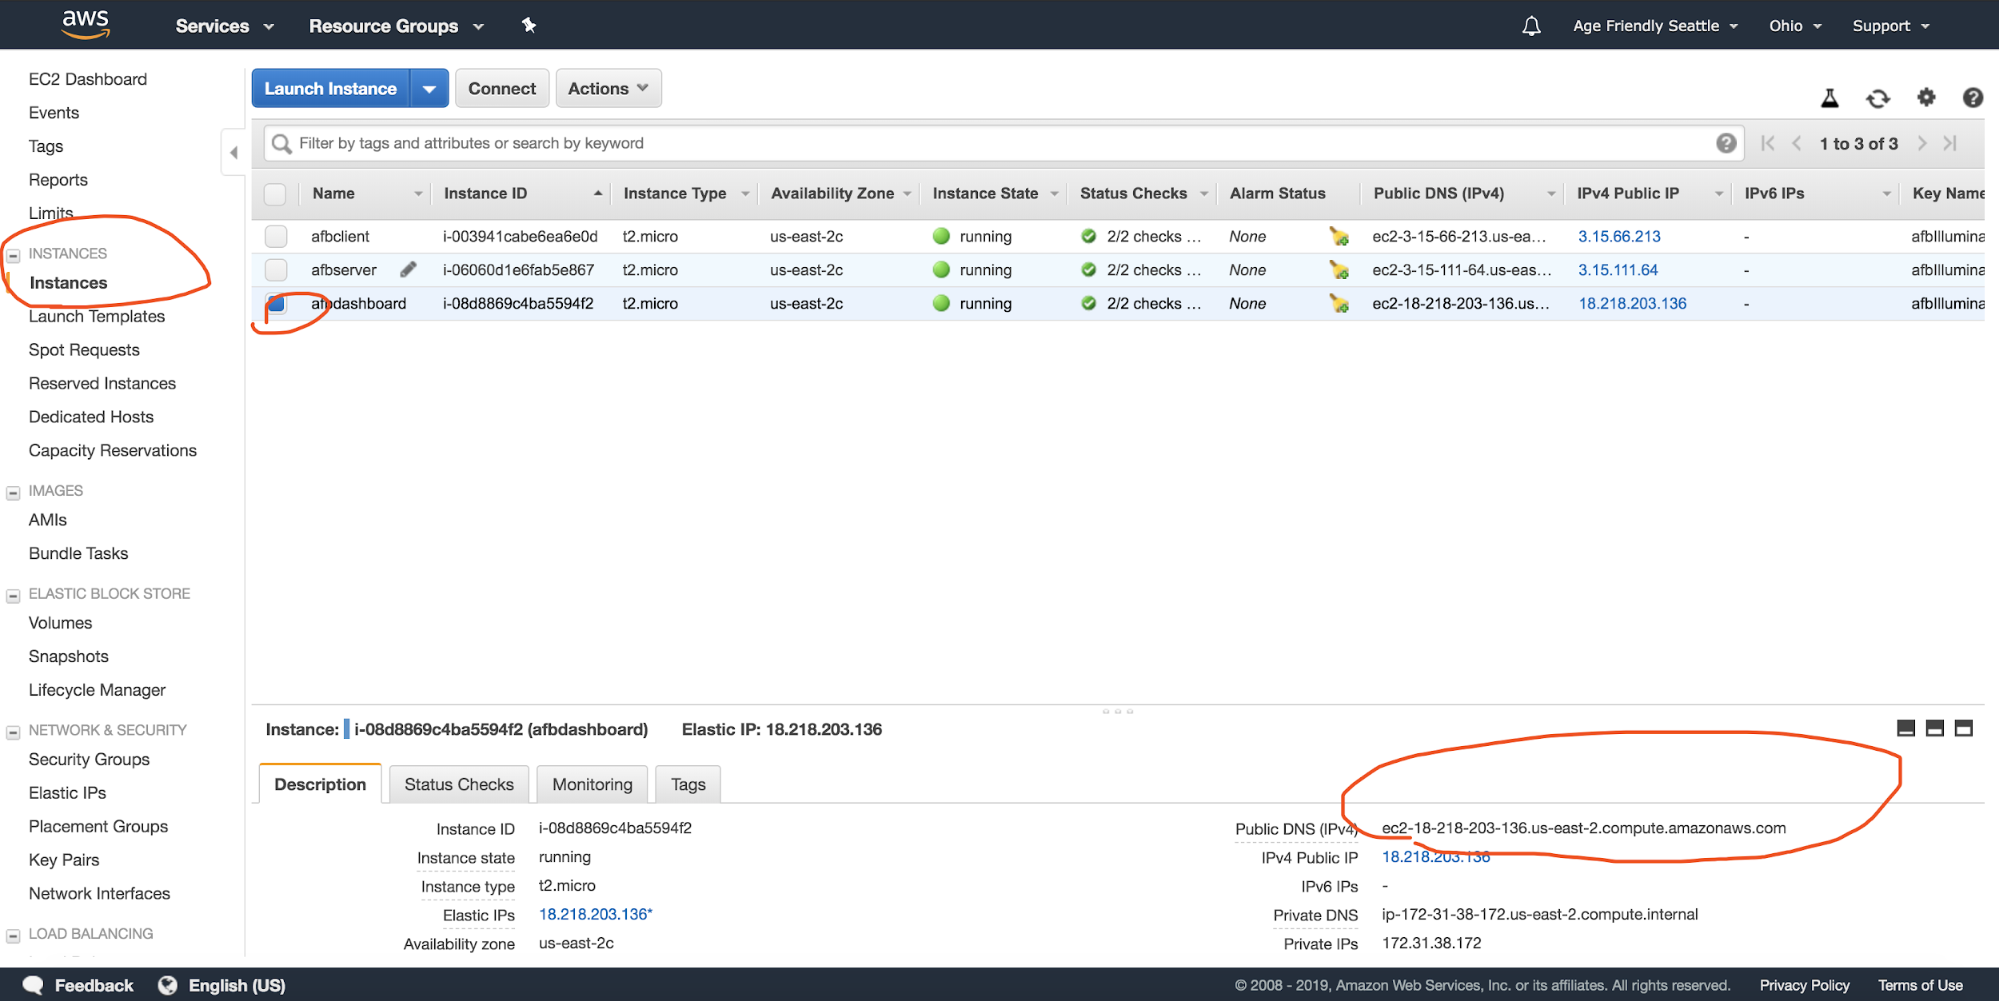 aws Services Resource Groups Age Friendly Seattle Ohio Support
EC2 Dashboard
Events
Tags
Reports
Limits
INSTANCES
Instances
Launch Templates
Spot Requests
Reserved Instances
Dedicated Hosts
Capacity Reservations
IMAGES
AMIs
Bundle Tasks
ELASTIC BLOCK STORE
Volumes
Snapshots
Lifecycle Manager
NETWORK & SECURITY
Security Groups
Elastic IPs
Placement Groups
Key Pairs
Network Interfaces
LOAD BALANCING
Launch Instance Connect Actions
Filter by tags and attributes or search by keyword 1 to 3 of 3
Name Instance ID Instance Type Availability Zone Instance State Status Checks Alarm Status Public DNS (IPv4) IPv4 Public IP IPv6 IPs Key Name
afbclient i-003941cabe6ea6e0d t2.micro us-east-2c running 2/2 checks ... None ec2-3-15-66-213.us-ea... 3.15.66.213 - afbIllumina
afbserver i-06060d1e6fab5e867 t2.micro us-east-2c running 2/2 checks ... None ec2-3-15-111-64.us-eas... 3.15.111.64 - afbIllumina
afbdashboard i-08d8869c4ba5594f2 t2.micro us-east-2c running 2/2 checks ... None ec2-18-218-203-136.us... 18.218.203.136 - afbIllumina
Instance: i-08d8869c4ba5594f2 (afbdashboard) Elastic IP: 18.218.203.136
Description Status Checks Monitoring Tags
Instance ID i-08d8869c4ba5594f2 Public DNS (IPv4) ec2-18-218-203-136.us-east-2.compute.amazonaws.com
Instance state running IPv4 Public IP 18.218.203.136
Instance type t2.micro IPv6 IPs -
Elastic IPs 18.218.203.136* Private DNS ip-172-31-38-172.us-east-2.compute.internal
Availability zone us-east-2c Private IPs 172.31.38.172
Feedback English (US) © 2008 - 2019, Amazon Web Services, Inc. or its affiliates. All rights reserved. Privacy Policy Terms of Use